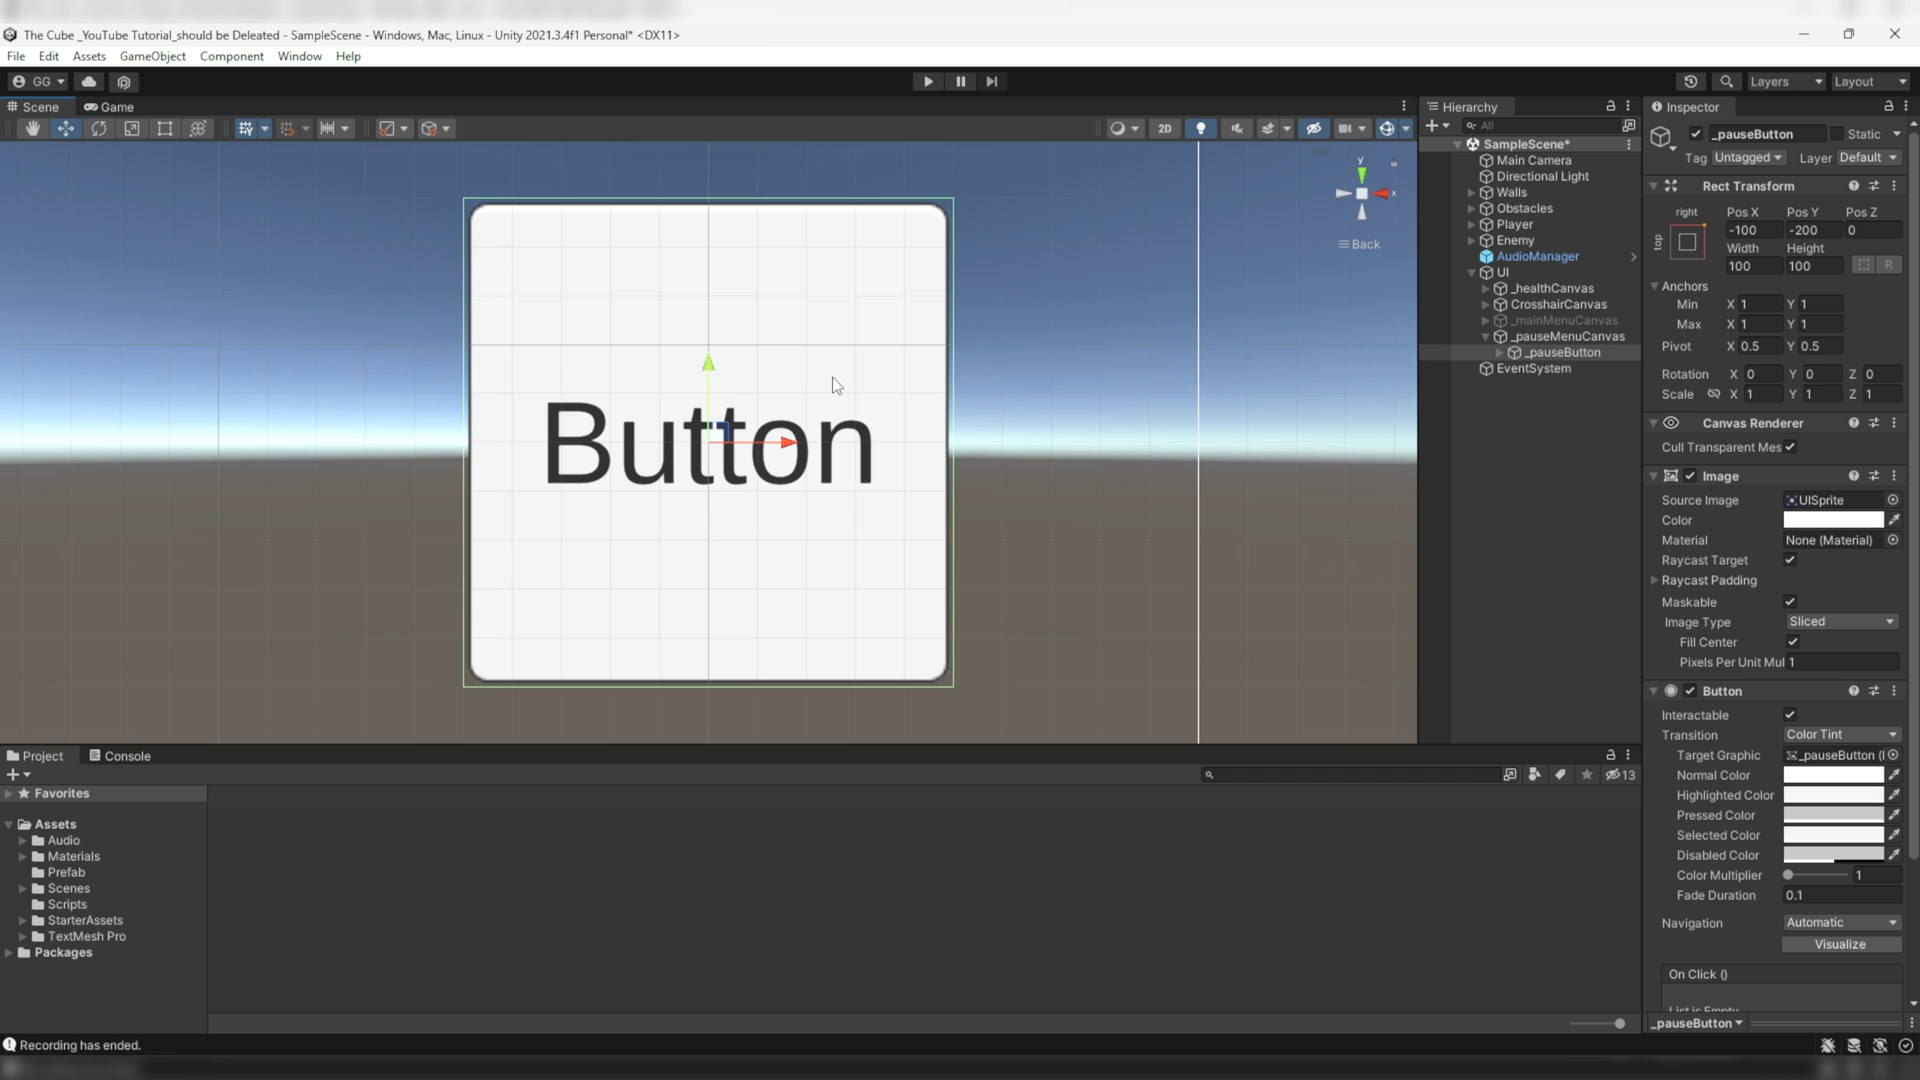 The Cube _YouTube Tutorial_should be Deleated - SampleScene - Windows, Mac, Linux - Unity 2021.3.4f1 Personal* <DX11>
File Edit Assets GameObject Component Window Help
GG
Layers
Layout
Scene
Game
2D
y
x
Back
Button
Hierarchy
All
SampleScene*
Main Camera
Directional Light
Walls
Obstacles
Player
Enemy
AudioManager
UI
_healthCanvas
CrosshairCanvas
_mainMenuCanvas
_pauseMenuCanvas
_pauseButton
EventSystem
Inspector
_pauseButton
Static
Tag Untagged Layer Default
Rect Transform
right
top
Pos X Pos Y Pos Z
-100 -200 0
Width Height
100 100
R
Anchors
Min X 1 Y 1
Max X 1 Y 1
Pivot X 0.5 Y 0.5
Rotation X 0 Y 0 Z 0
Scale X 1 Y 1 Z 1
Canvas Renderer
Cull Transparent Mes
Image
Source Image UISprite
Color
Material None (Material)
Raycast Target
Raycast Padding
Maskable
Image Type Sliced
Fill Center
Pixels Per Unit Mul 1
Button
Interactable
Transition Color Tint
Target Graphic _pauseButton (I
Normal Color
Highlighted Color
Pressed Color
Selected Color
Disabled Color
Color Multiplier 1
Fade Duration 0.1
Navigation Automatic
Visualize
On Click ()
List is Empty
_pauseButton
Project
Console
13
Favorites
Assets
Audio
Materials
Prefab
Scenes
Scripts
StarterAssets
TextMesh Pro
Packages
Recording has ended.